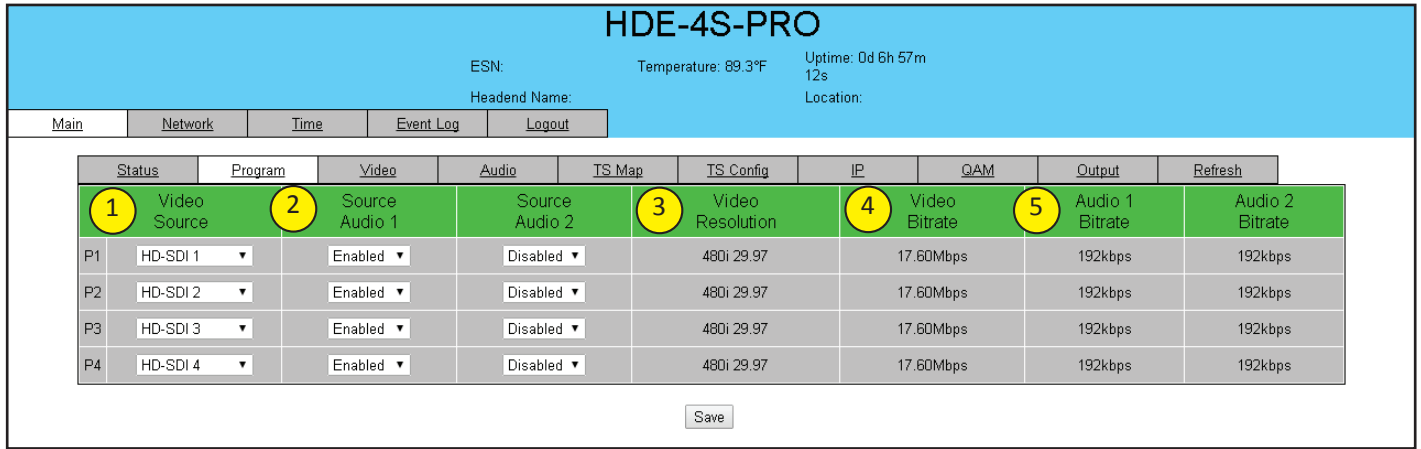 HDE-4S-PRO
ESN: Temperature: 89.3°F Uptime: 0d 6h 57m
12s
Headend Name: Location:
Main Network Time Event Log Logout
Status Program Video Audio TS Map TS Config IP QAM Output Refresh
1 Video Source 2 Source Audio 1 Source Audio 2 3 Video Resolution 4 Video Bitrate 5 Audio 1 Bitrate Audio 2 Bitrate
P1 HD-SDI 1 Enabled Disabled 480i 29.97 17.60Mbps 192kbps 192kbps
P2 HD-SDI 2 Enabled Disabled 480i 29.97 17.60Mbps 192kbps 192kbps
P3 HD-SDI 3 Enabled Disabled 480i 29.97 17.60Mbps 192kbps 192kbps
P4 HD-SDI 4 Enabled Disabled 480i 29.97 17.60Mbps 192kbps 192kbps
Save